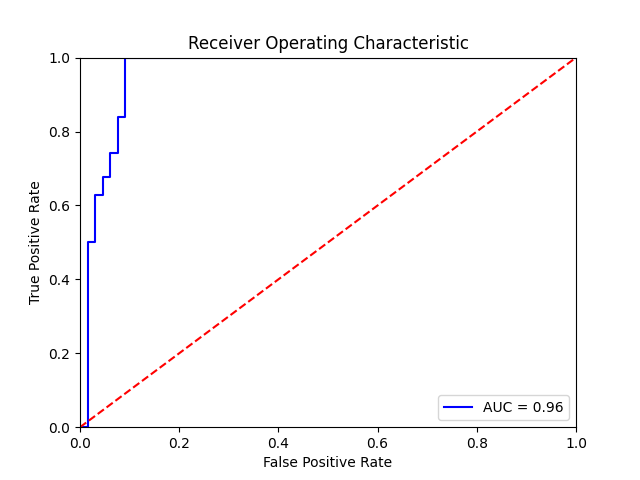 Receiver Operating Characteristic
1.0
0.8
0.6
0.4
0.2
0.0
True Positive Rate
AUC = 0.96
0.0 0.2 0.4 0.6 0.8 1.0
False Positive Rate